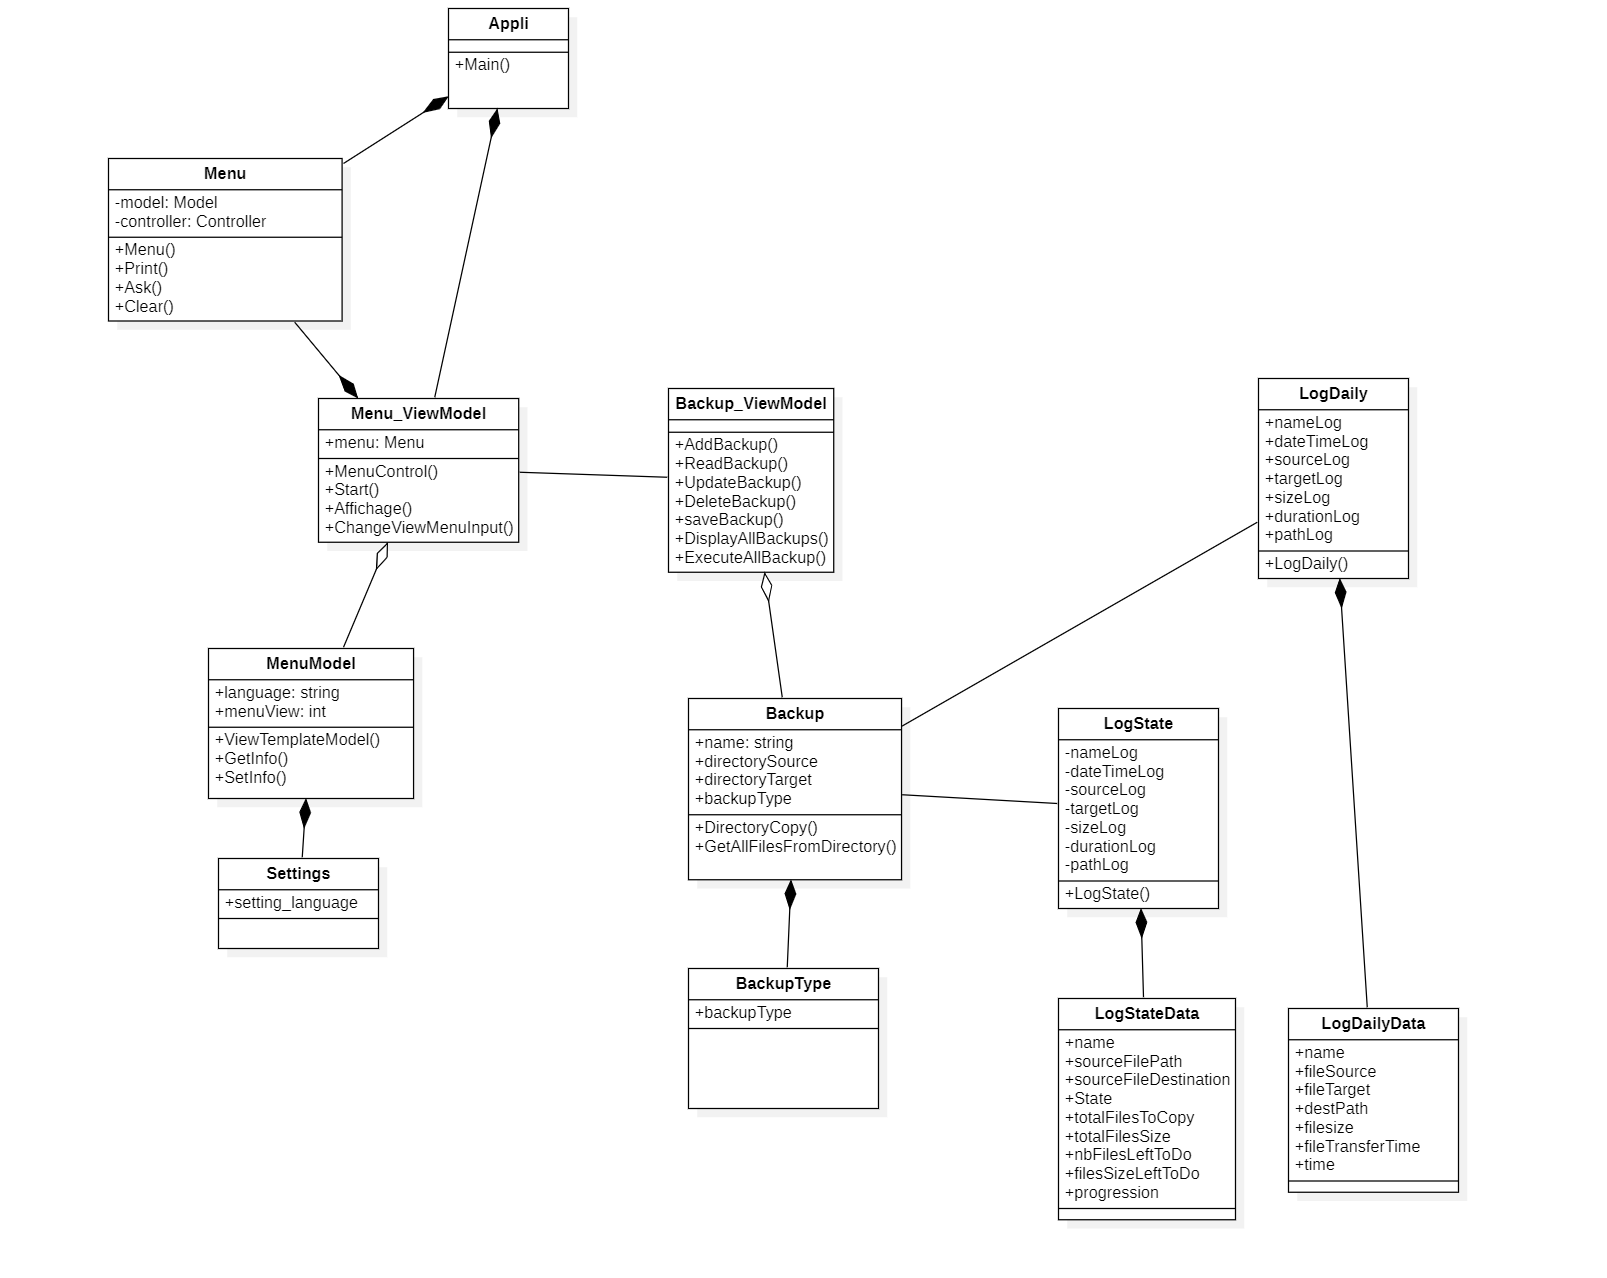 Appli
+Main()
Menu
-model: Model
-controller: Controller
+Menu()
+Print()
+Ask()
+Clear()
Menu_ViewModel
+menu: Menu
+MenuControl()
+Start()
+Affichage()
+ChangeViewMenuInput()
Backup_ViewModel
+AddBackup()
+ReadBackup()
+UpdateBackup()
+DeleteBackup()
+saveBackup()
+DisplayAllBackups()
+ExecuteAllBackup()
LogDaily
+nameLog
+dateTimeLog
+sourceLog
+targetLog
+sizeLog
+durationLog
+pathLog
+LogDaily()
MenuModel
+language: string
+menuView: int
+ViewTemplateModel()
+GetInfo()
+SetInfo()
Backup
+name: string
+directorySource
+directoryTarget
+backupType
+DirectoryCopy()
+GetAllFilesFromDirectory()
LogState
-nameLog
-dateTimeLog
-sourceLog
-targetLog
-sizeLog
-durationLog
-pathLog
+LogState()
Settings
+setting_language
BackupType
+backupType
LogStateData
+name
+sourceFilePath
+sourceFileDestination
+State
+totalFilesToCopy
+totalFilesSize
+nbFilesLeftToDo
+filesSizeLeftToDo
+progression
LogDailyData
+name
+fileSource
+fileTarget
+destPath
+filesize
+fileTransferTime
+time